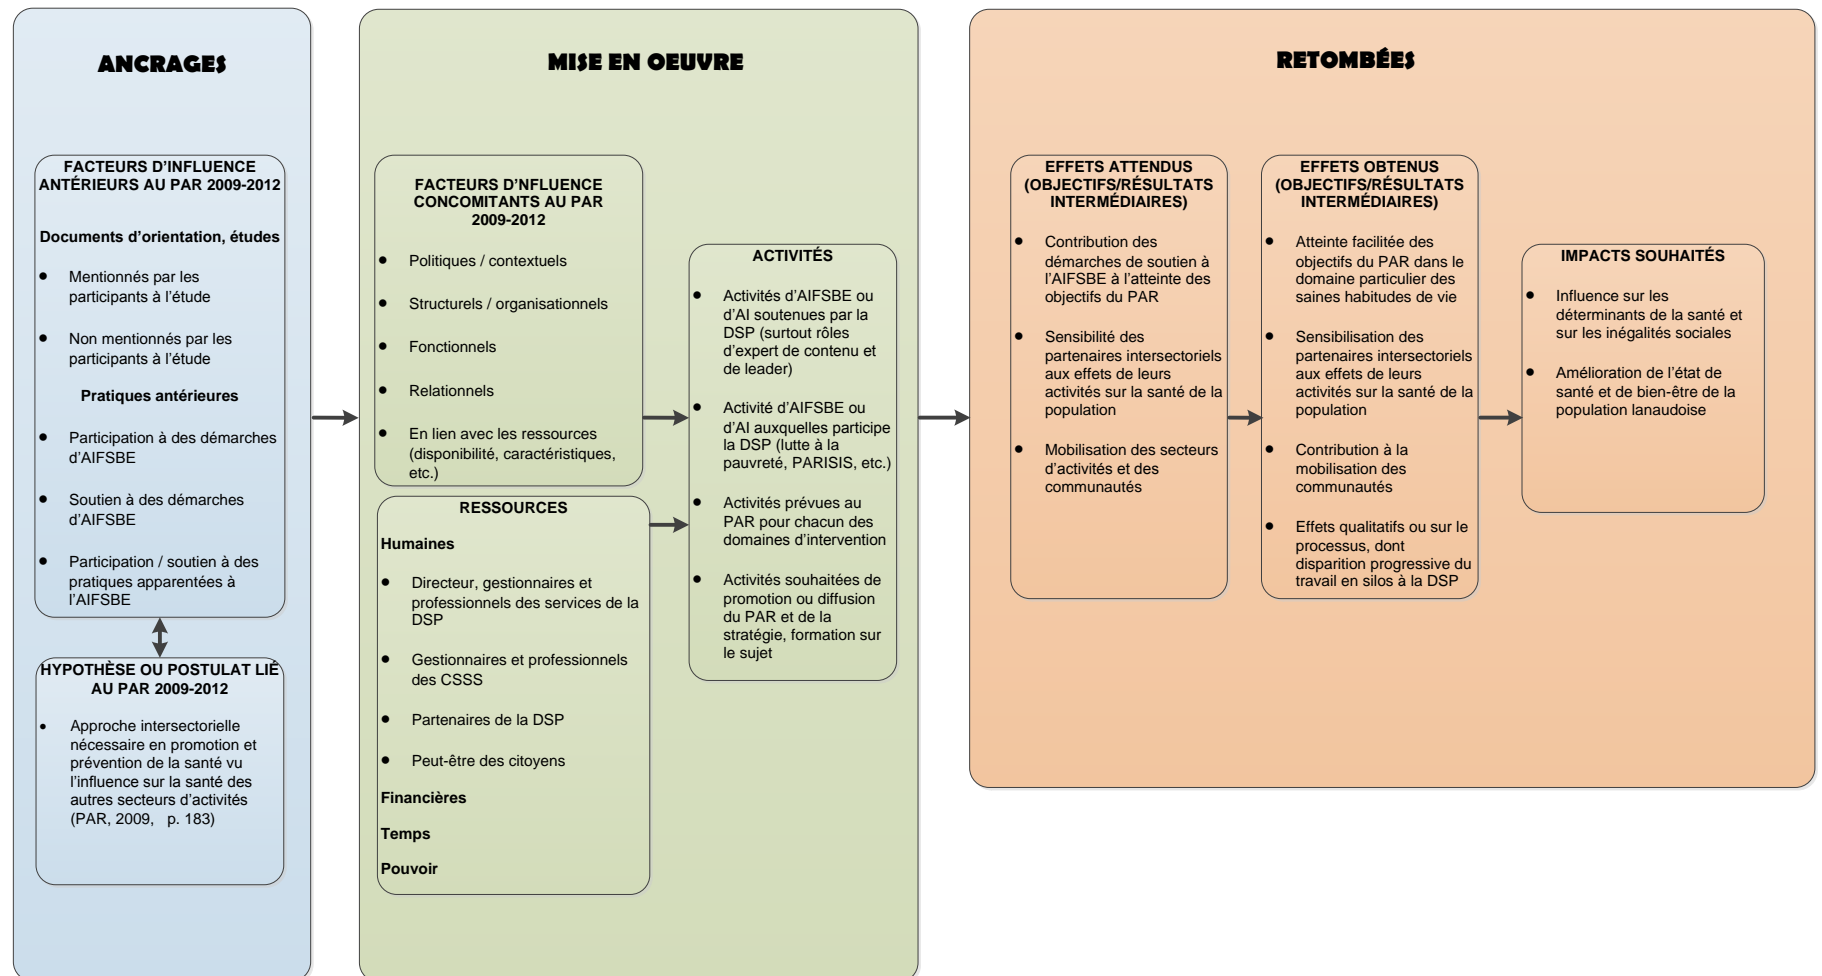 ANCRAGES
FACTEURS D'INFLUENCE
ANTÉRIEURS AU PAR 2009-2012
Documents d'orientation, études
● Mentionnés par les
participants à l'étude
● Non mentionnés par les
participants à l'étude
Pratiques antérieures
● Participation à des démarches
d'AIFSBE
● Soutien à des démarches
d'AIFSBE
● Participation / soutien à des
pratiques apparentées à
l'AIFSBE
HYPOTHÈSE OU POSTULAT LIÉ
AU PAR 2009-2012
• Approche intersectorielle
nécessaire en promotion et
prévention de la santé vu
l'influence sur la santé des
autres secteurs d'activités
(PAR, 2009, p. 183)
MISE EN OEUVRE
FACTEURS D'NFLUENCE
CONCOMITANTS AU PAR
2009-2012
● Politiques / contextuels
● Structurels / organisationnels
● Fonctionnels
● Relationnels
● En lien avec les ressources
(disponibilité, caractéristiques,
etc.)
RESSOURCES
Humaines
● Directeur, gestionnaires et
professionnels des services de la
DSP
● Gestionnaires et professionnels
des CSSS
● Partenaires de la DSP
● Peut-être des citoyens
Financières
Temps
Pouvoir
ACTIVITÉS
● Activités d'AIFSBE ou
d'AI soutenues par la
DSP (surtout rôles
d'expert de contenu et
de leader)
● Activité d'AIFSBE ou
d'AI auxquelles participe
la DSP (lutte à la
pauvreté, PARISIS, etc.)
● Activités prévues au
PAR pour chacun des
domaines d'intervention
● Activités souhaitées de
promotion ou diffusion
du PAR et de la
stratégie, formation sur
le sujet
RETOMBÉES
EFFETS ATTENDUS
(OBJECTIFS/RÉSULTATS
INTERMÉDIAIRES)
● Contribution des
démarches de soutien à
l'AIFSBE à l'atteinte des
objectifs du PAR
● Sensibilité des
partenaires intersectoriels
aux effets de leurs
activités sur la santé de la
population
● Mobilisation des secteurs
d'activités et des
communautés
EFFETS OBTENUS
(OBJECTIFS/RÉSULTATS
INTERMÉDIAIRES)
● Atteinte facilitée des
objectifs du PAR dans le
domaine particulier des
saines habitudes de vie
● Sensibilisation des
partenaires intersectoriels
aux effets de leurs
activités sur la santé de la
population
● Contribution à la
mobilisation des
communautés
● Effets qualitatifs ou sur le
processus, dont
disparition progressive du
travail en silos à la DSP
IMPACTS SOUHAITÉS
● Influence sur les
déterminants de la santé et
sur les inégalités sociales
● Amélioration de l'état de
santé et de bien-être de la
population lanaudoise